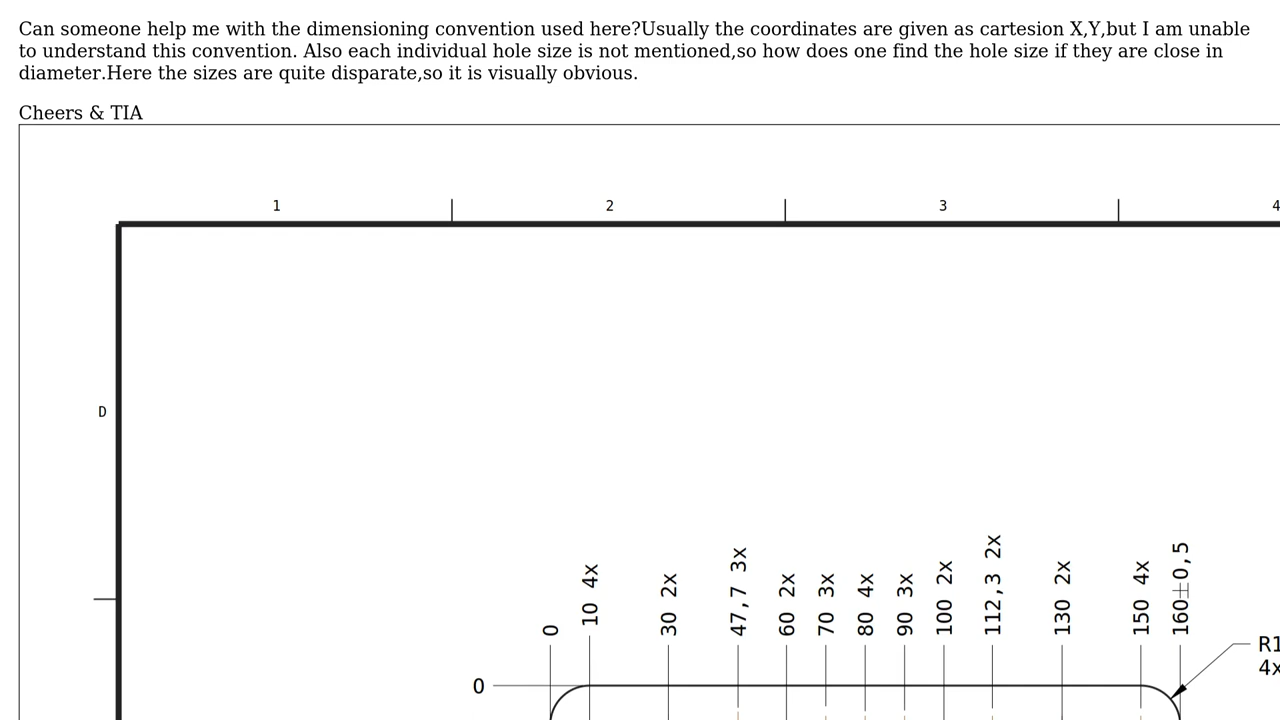 Can someone help me with the dimensioning convention used here?Usually the coordinates are given as cartesion X,Y,but I am unable
to understand this convention. Also each individual hole size is not mentioned,so how does one find the hole size if they are close in
diameter.Here the sizes are quite disparate,so it is visually obvious.
Cheers & TIA
1 2 3 4
D
0
10 4x
30 2x
47,7 3x
60 2x
70 3x
80 4x
90 3x
100 2x
112,3 2x
130 2x
150 4x
160±0,5
R1
4x
0